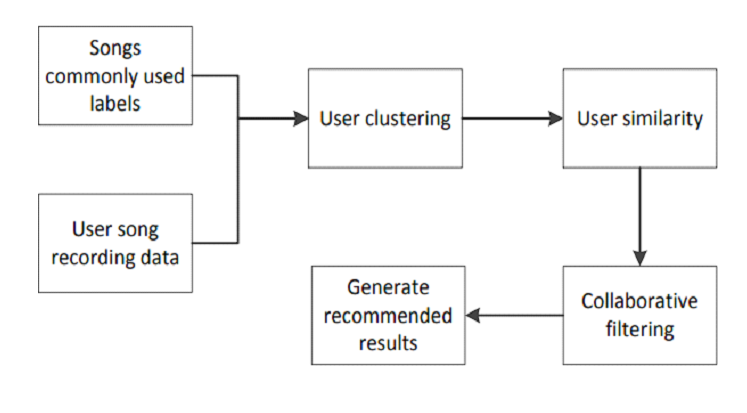 Songs
commonly used
labels
User clustering
User similarity
User song
recording data
Generate
recommended
results
Collaborative
filtering